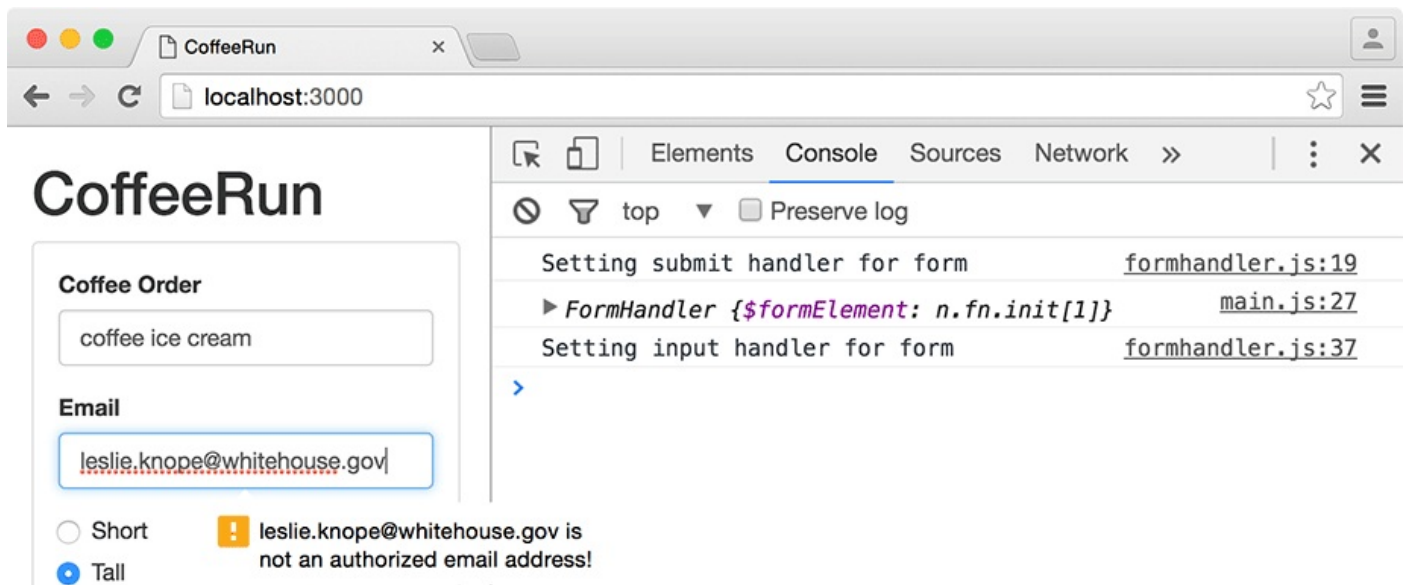 CoffeeRun
localhost:3000
CoffeeRun
Coffee Order
coffee ice cream
Email
leslie.knope@whitehouse.gov
Short
Tall
! leslie.knope@whitehouse.gov is
not an authorized email address!
Elements Console Sources Network »
top ▼ Preserve log
Setting submit handler for form formhandler.js:19
▶ FormHandler {$formElement: n.fn.init[1]} main.js:27
Setting input handler for form formhandler.js:37
>